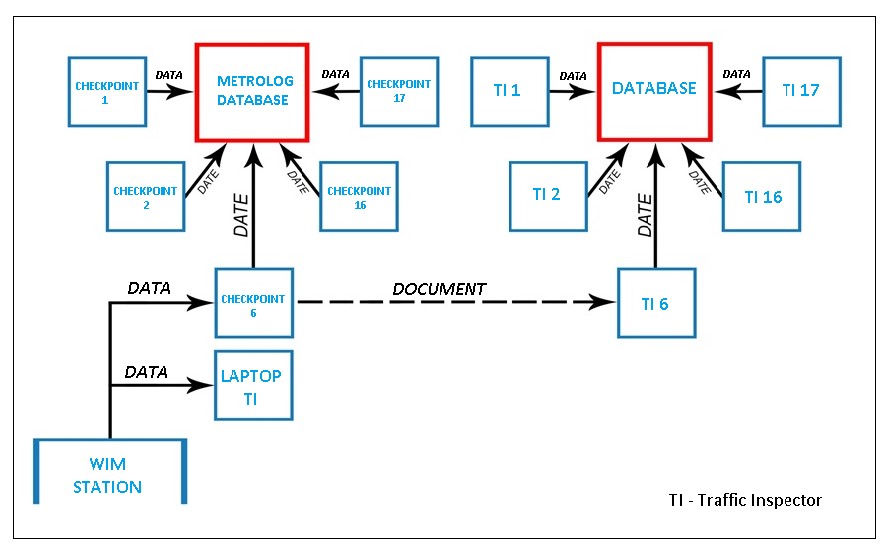 DATA
DATA
DATA
DATA
CHECKPOINT
1
METROLOG
DATABASE
CHECKPOINT
17
TI 1
DATABASE
TI 17
CHECKPOINT
2
DATE
DATE
CHECKPOINT
16
TI 2
DATE
DATE
TI 16
DATE
DATE
DATA
CHECKPOINT
6
DOCUMENT
TI 6
DATA
LAPTOP
TI
WIM
STATION
TI - Traffic Inspector